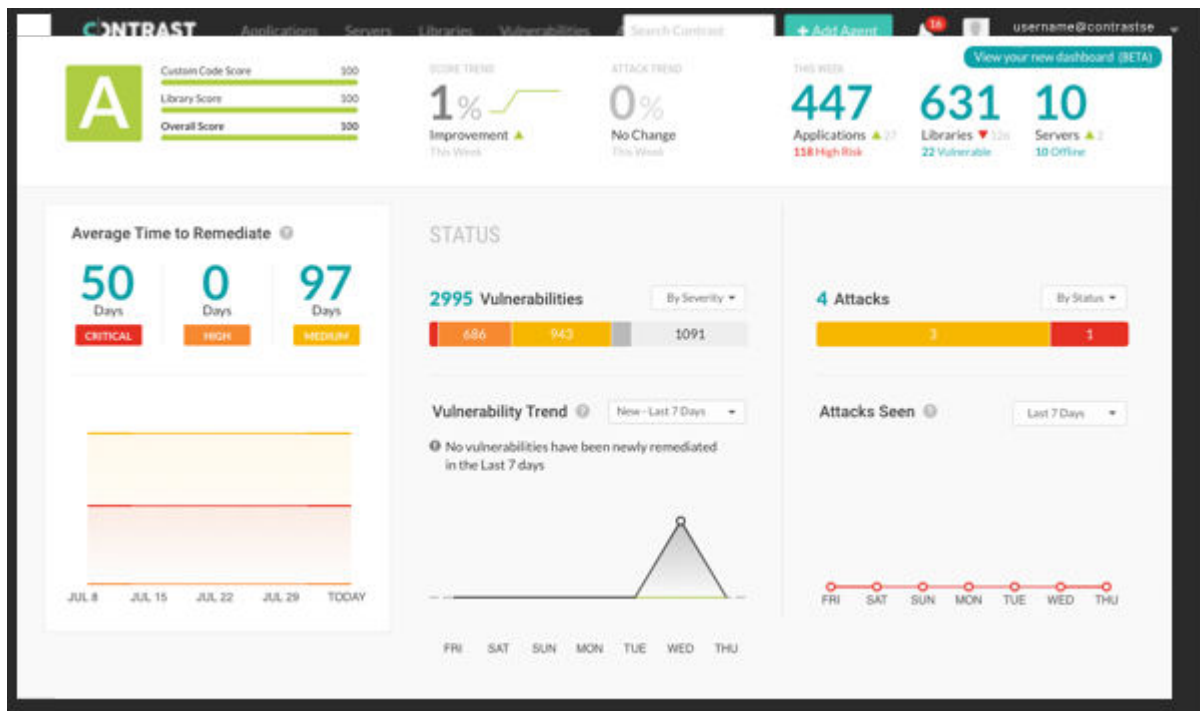 CONTRAST Applications Servers Libraries Vulnerabilities Search Contrast + Add Agent 16 username@contrastse
View your new dashboard (BETA)
A
Custom Code Score 100
Library Score 100
Overall Score 100
SCORE TREND
1%
Improvement
This Week
ATTACK TREND
0%
No Change
This Week
THIS WEEK
447
Applications 27
118 High Risk
631
Libraries
22 Vulnerable
10
Servers 2
10 Offline
Average Time to Remediate ?
50 0 97
Days Days Days
CRITICAL HIGH MEDIUM
JUL 8 JUL 15 JUL 22 JUL 29 TODAY
STATUS
2995 Vulnerabilities By Severity
686 943 1091
Vulnerability Trend ? New - Last 7 Days
No vulnerabilities have been newly remediated
in the Last 7 days
FRI SAT SUN MON TUE WED THU
4 Attacks By Status
3 1
Attacks Seen ? Last 7 Days
FRI SAT SUN MON TUE WED THU